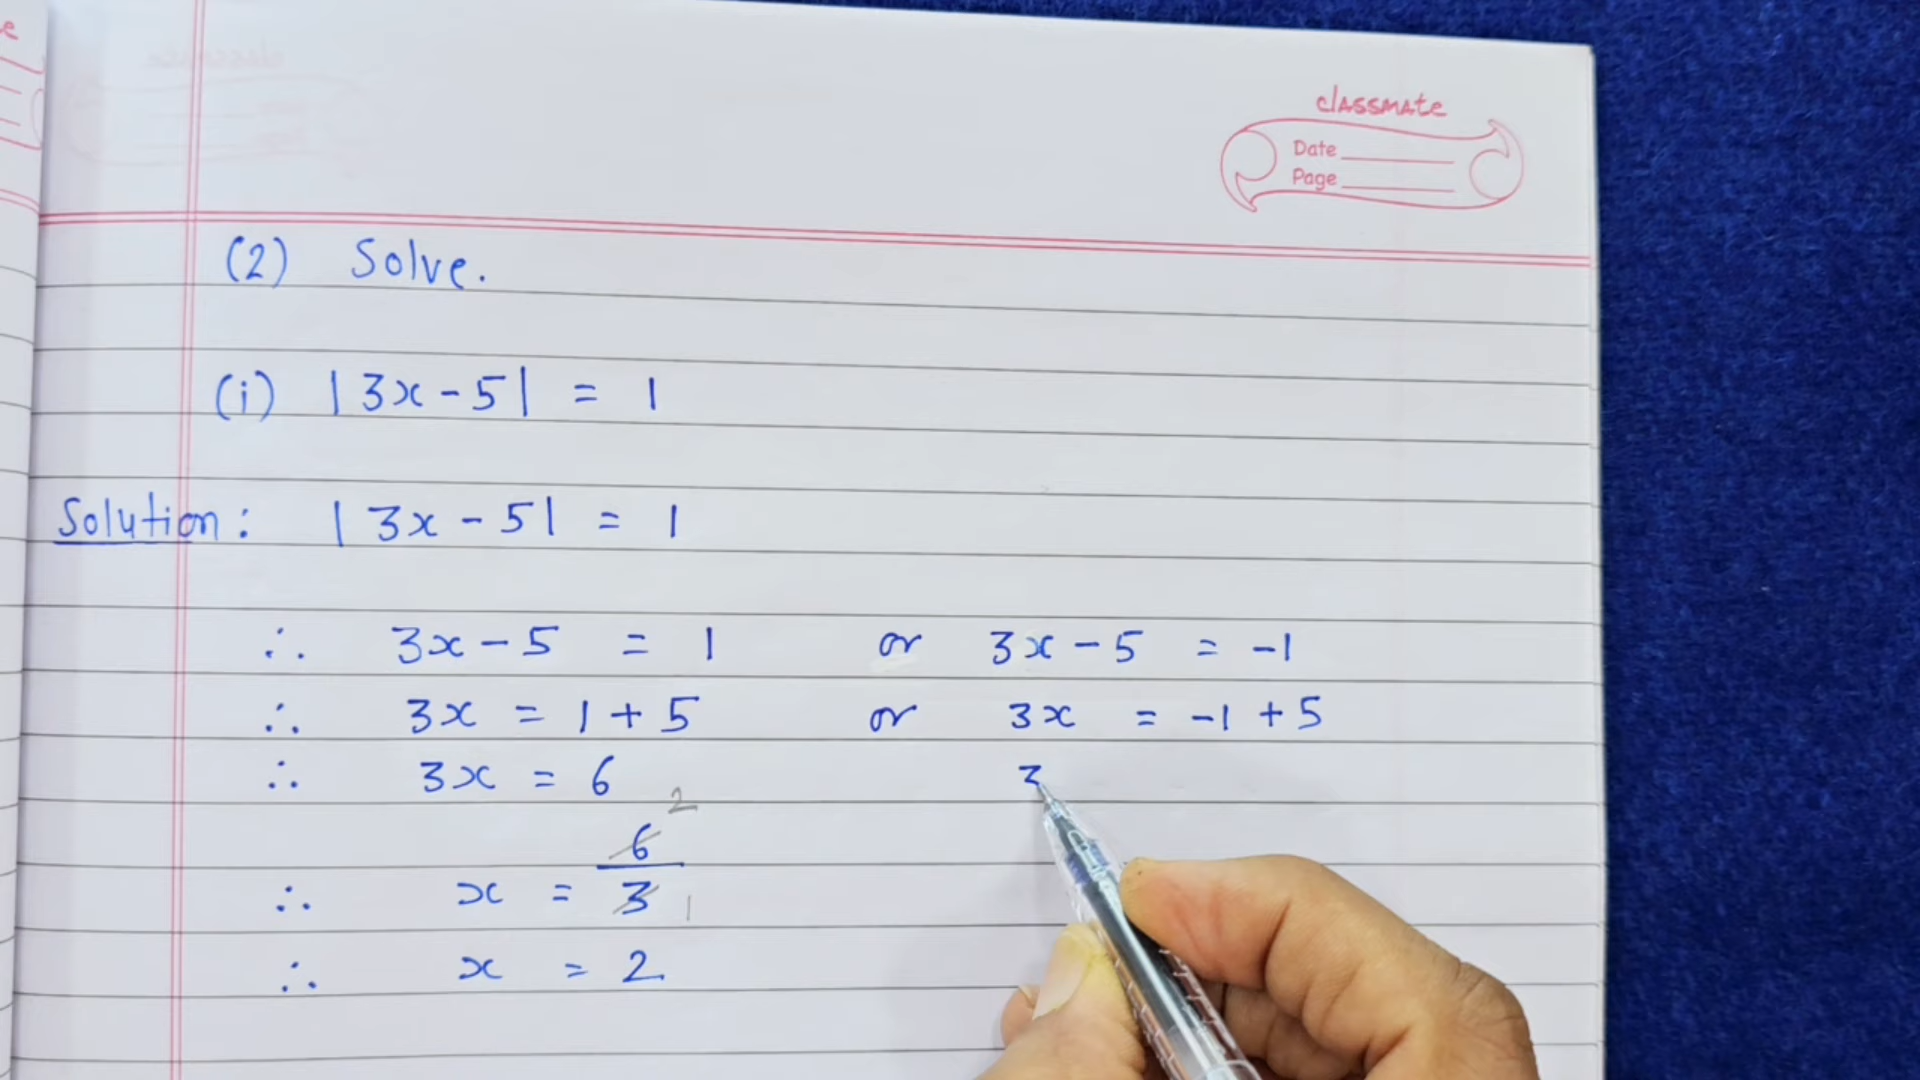 classmate
Date
Page
(2) Solve.
(i) |3x - 5| = 1
Solution: |3x - 5| = 1
∴ 3x - 5 = 1 or 3x - 5 = -1
∴ 3x = 1 + 5 or 3x = -1 + 5
∴ 3x = 6 3
2
6
∴ x = 3 1
∴ x = 2